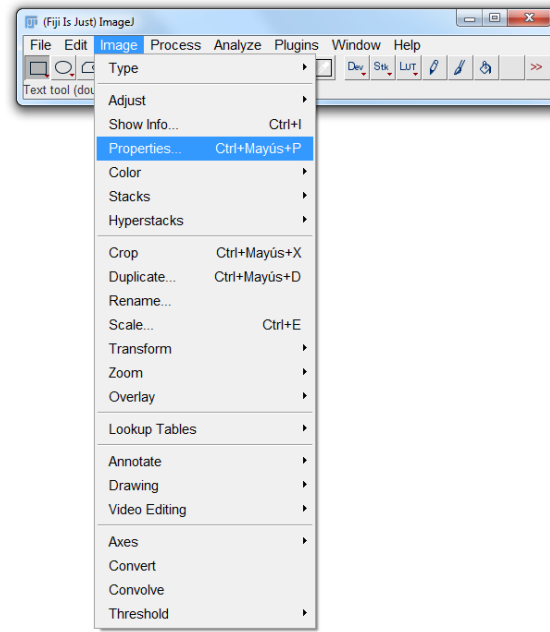 (Fiji Is Just) ImageJ
File Edit Image Process Analyze Plugins Window Help
Dev Stk LUT >>
Text tool (dou
Type
Adjust
Show Info... Ctrl+I
Properties... Ctrl+Mayús+P
Color
Stacks
Hyperstacks
Crop Ctrl+Mayús+X
Duplicate... Ctrl+Mayús+D
Rename...
Scale... Ctrl+E
Transform
Zoom
Overlay
Lookup Tables
Annotate
Drawing
Video Editing
Axes
Convert
Convolve
Threshold